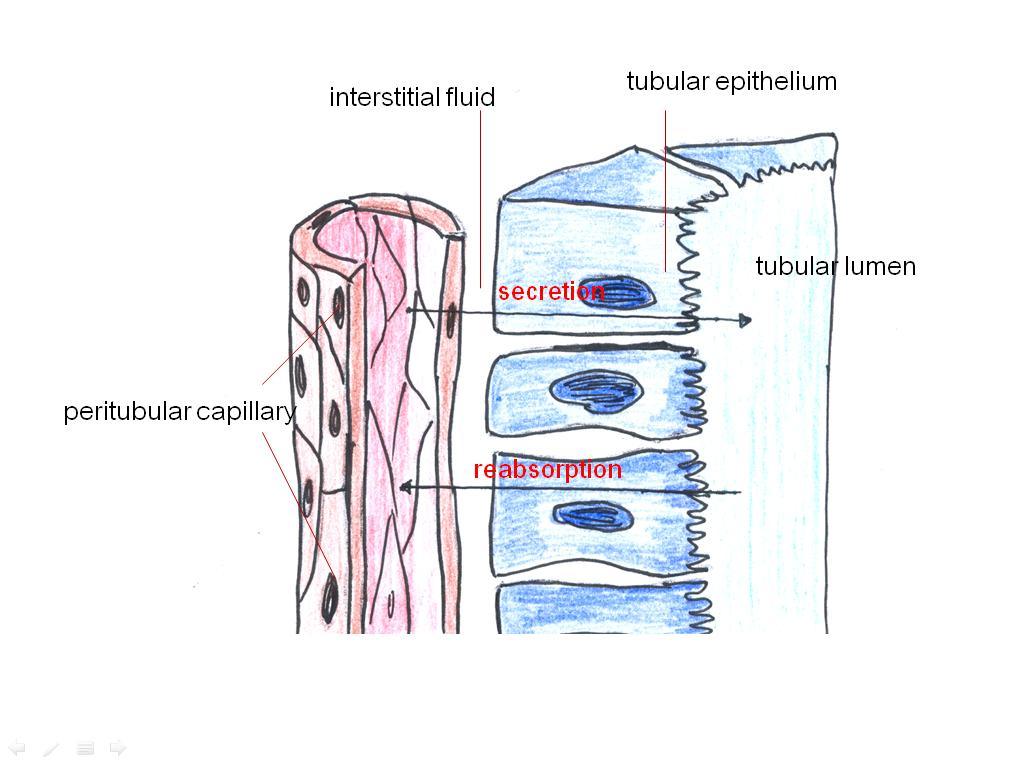 tubular epithelium
interstitial fluid
tubular lumen
secretion
peritubular capillary
reabsorption